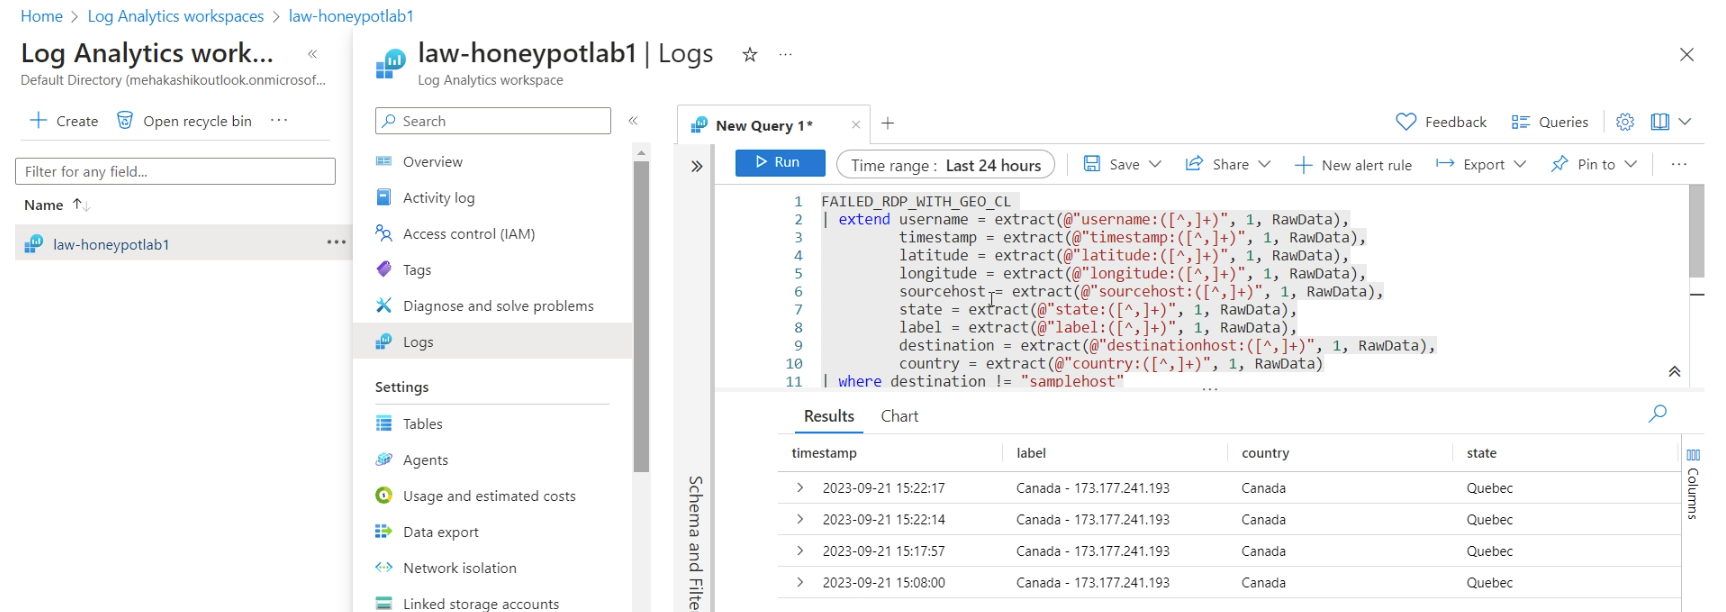 Home > Log Analytics workspaces > law-honeypotlab1
Log Analytics work... «
Default Directory (mehakashikoutlook.onmicrosof...
+ Create Open recycle bin ...
Filter for any field...
Name ↑↓
law-honeypotlab1 ...
law-honeypotlab1 | Logs ☆ ...
Log Analytics workspace
Search «
Overview
Activity log
Access control (IAM)
Tags
Diagnose and solve problems
Logs
Settings
Tables
Agents
Usage and estimated costs
Data export
Network isolation
Linked storage accounts
New Query 1* × +
Feedback Queries
» Run Time range : Last 24 hours Save Share New alert rule Export Pin to ...
1 FAILED_RDP_WITH_GEO_CL
2 | extend username = extract(@"username:([^,]+)", 1, RawData),
3 timestamp = extract(@"timestamp:([^,]+)", 1, RawData),
4 latitude = extract(@"latitude:([^,]+)", 1, RawData),
5 longitude = extract(@"longitude:([^,]+)", 1, RawData),
6 sourcehost = extract(@"sourcehost:([^,]+)", 1, RawData),
7 state = extract(@"state:([^,]+)", 1, RawData),
8 label = extract(@"label:([^,]+)", 1, RawData),
9 destination = extract(@"destinationhost:([^,]+)", 1, RawData),
10 country = extract(@"country:([^,]+)", 1, RawData)
11 | where destination != "samplehost"
Schema and Filte
Results Chart
timestamp label country state
> 2023-09-21 15:22:17 Canada - 173.177.241.193 Canada Quebec
> 2023-09-21 15:22:14 Canada - 173.177.241.193 Canada Quebec
> 2023-09-21 15:17:57 Canada - 173.177.241.193 Canada Quebec
> 2023-09-21 15:08:00 Canada - 173.177.241.193 Canada Quebec
Columns